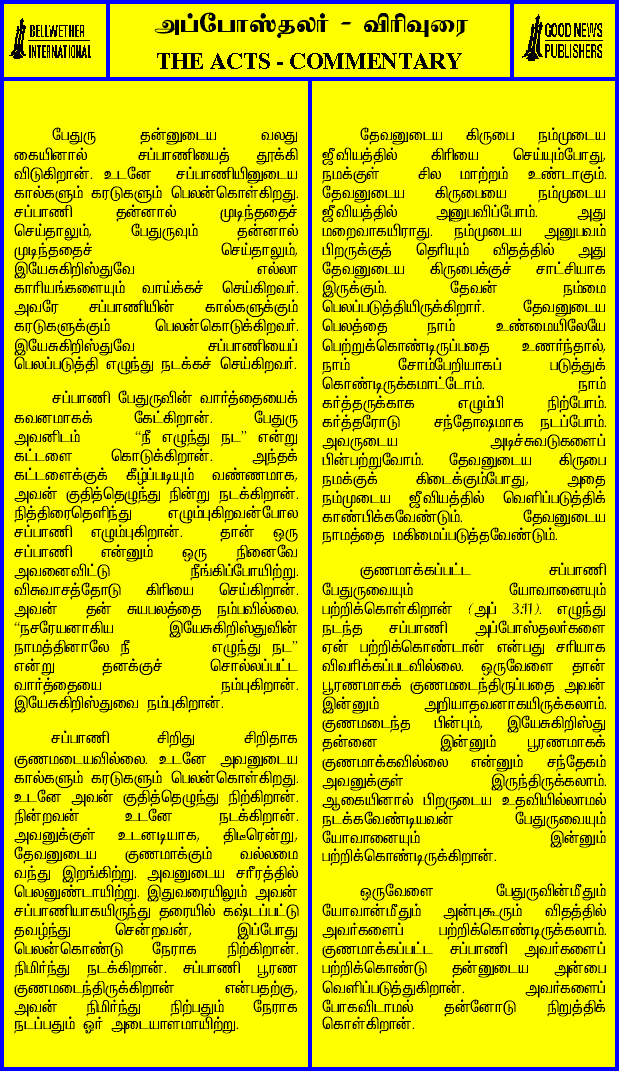 BELLWETHER
INTERNATIONAL
அப்போஸ்தலர் - விரிவுரை
THE ACTS - COMMENTARY
GOOD NEWS
PUBLISHERS
பேதுரு தன்னுடைய வலது
கையினால் சப்பாணியைத் தூக்கி
விடுகிறான். உடனே சப்பாணியினுடைய
கால்களும் கரடுகளும் பெலன்கொள்கிறது.
சப்பாணி தன்னால் முடிந்ததைச்
செய்தாலும், பேதுருவும் தன்னால்
முடிந்ததைச் செய்தாலும்,
இயேசுகிறிஸ்துவே எல்லா
காரியங்களையும் வாய்க்கச் செய்கிறவர்.
அவரே சப்பாணியின் கால்களுக்கும்
கரடுகளுக்கும் பெலன்கொடுக்கிறவர்.
இயேசுகிறிஸ்துவே சப்பாணியைப்
பெலப்படுத்தி எழுந்து நடக்கச் செய்கிறவர்.
சப்பாணி பேதுருவின் வார்த்தையைக்
கவனமாகக் கேட்கிறான். பேதுரு
அவனிடம் “நீ எழுந்து நட” என்று
கட்டளை கொடுக்கிறான். அந்தக்
கட்டளைக்குக் கீழ்ப்படியும் வண்ணமாக,
அவன் குதித்தெழுந்து நின்று நடக்கிறான்.
நித்திரைதெளிந்து எழும்புகிறவன்போல
சப்பாணி எழும்புகிறான். தான் ஒரு
சப்பாணி என்னும் ஒரு நினைவே
அவனைவிட்டு நீங்கிப்போயிற்று.
விசுவாசத்தோடு கிரியை செய்கிறான்.
அவன் தன் சுயபலத்தை நம்பவில்லை.
“நசரேயனாகிய இயேசுகிறிஸ்துவின்
நாமத்தினாலே நீ எழுந்து நட”
என்று தனக்குச் சொல்லப்பட்ட
வார்த்தையை நம்புகிறான்.
இயேசுகிறிஸ்துவை நம்புகிறான்.
சப்பாணி சிறிது சிறிதாக
குணமடையவில்லை. உடனே அவனுடைய
கால்களும் கரடுகளும் பெலன்கொள்கிறது.
உடனே அவன் குதித்தெழுந்து நிற்கிறான்.
நின்றவன் உடனே நடக்கிறான்.
அவனுக்குள் உடனடியாக, திடீரென்று,
தேவனுடைய குணமாக்கும் வல்லமை
வந்து இறங்கிற்று. அவனுடைய சரீரத்தில்
பெலனுண்டாயிற்று. இதுவரையிலும் அவன்
சப்பாணியாகயிருந்து தரையில் கஷ்டப்பட்டு
தவழ்ந்து சென்றவன், இப்போது
பெலன்கொண்டு நேராக நிற்கிறான்.
நிமிர்ந்து நடக்கிறான். சப்பாணி பூரண
குணமடைந்திருக்கிறான் என்பதற்கு,
அவன் நிமிர்ந்து நிற்பதும் நேராக
நடப்பதும் ஓர் அடையாளமாயிற்று.
தேவனுடைய கிருபை நம்முடைய
ஜீவியத்தில் கிரியை செய்யும்போது,
நமக்குள் சில மாற்றம் உண்டாகும்.
தேவனுடைய கிருபையை நம்முடைய
ஜீவியத்தில் அனுபவிப்போம். அது
மறைவாகயிராது. நம்முடைய அனுபவம்
பிறருக்குத் தெரியும் விதத்தில் அது
தேவனுடைய கிருபைக்குச் சாட்சியாக
இருக்கும். தேவன் நம்மை
பெலப்படுத்தியிருக்கிறார். தேவனுடைய
பெலத்தை நாம் உண்மையிலேயே
பெற்றுக்கொண்டிருப்பதை உணர்ந்தால்,
நாம் சோம்பேறியாகப் படுத்துக்
கொண்டிருக்கமாட்டோம். நாம்
கர்த்தருக்காக எழும்பி நிற்போம்.
கர்த்தரோடு சந்தோஷமாக நடப்போம்.
அவருடைய அடிச்சுவடுகளைப்
பின்பற்றுவோம். தேவனுடைய கிருபை
நமக்குக் கிடைக்கும்போது, அதை
நம்முடைய ஜீவியத்தில் வெளிப்படுத்திக்
காண்பிக்கவேண்டும். தேவனுடைய
நாமத்தை மகிமைப்படுத்தவேண்டும்.
குணமாக்கப்பட்ட சப்பாணி
பேதுருவையும் யோவானையும்
பற்றிக்கொள்கிறான் (அப் 3:11). எழுந்து
நடந்த சப்பாணி அப்போஸ்தலர்களை
ஏன் பற்றிக்கொண்டான் என்பது சரியாக
விவரிக்கப்படவில்லை. ஒருவேளை தான்
பூரணமாகக் குணமடைந்திருப்பதை அவன்
இன்னும் அறியாதவனாகயிருக்கலாம்.
குணமடைந்த பின்பும், இயேசுகிறிஸ்து
தன்னை இன்னும் பூரணமாகக்
குணமாக்கவில்லை என்னும் சந்தேகம்
அவனுக்குள் இருந்திருக்கலாம்.
ஆகையினால் பிறருடைய உதவியில்லாமல்
நடக்கவேண்டியவன் பேதுருவையும்
யோவானையும் இன்னும்
பற்றிக்கொண்டிருக்கிறான்.
ஒருவேளை பேதுருவின்மீதும்
யோவான்மீதும் அன்புகூரும் விதத்தில்
அவர்களைப் பற்றிக்கொண்டிருக்கலாம்.
குணமாக்கப்பட்ட சப்பாணி அவர்களைப்
பற்றிக்கொண்டு தன்னுடைய அன்பை
வெளிப்படுத்துகிறான். அவர்களைப்
போகவிடாமல் தன்னோடு நிறுத்திக்
கொள்கிறான்.